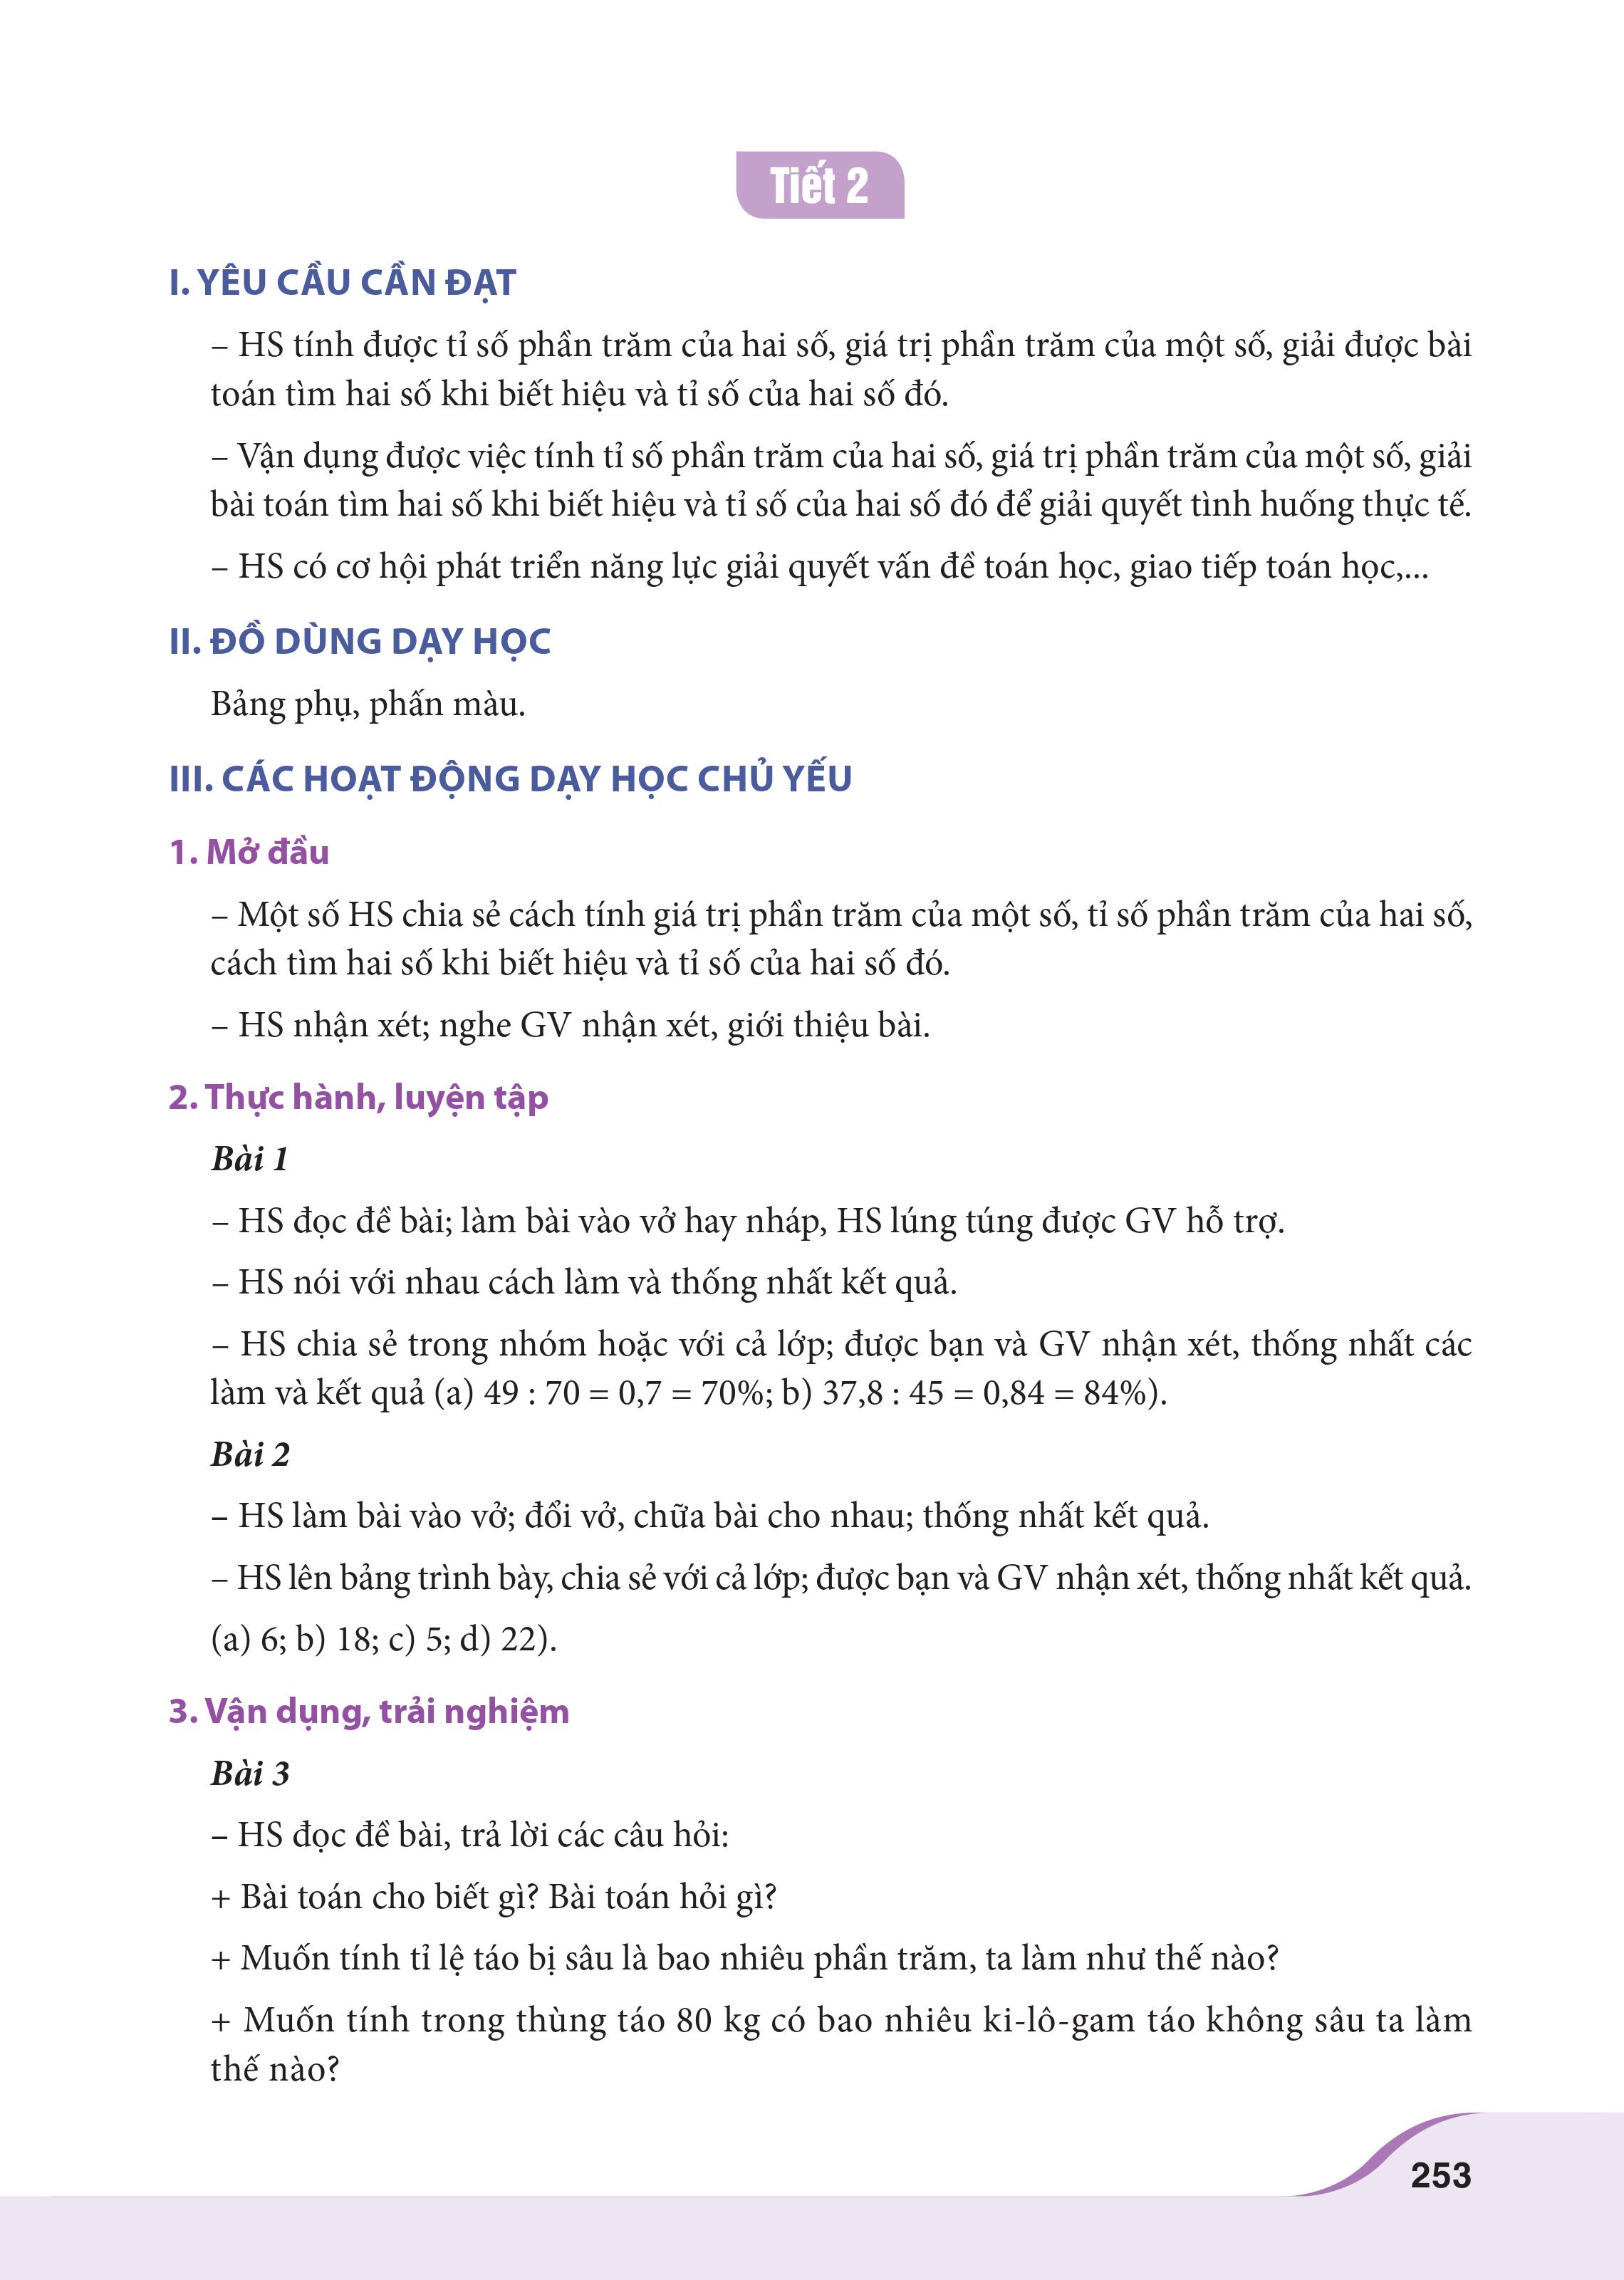 Tiết 2
I. YÊU CẦU CẦN ĐẠT
– HS tính được tỉ số phần trăm của hai số, giá trị phần trăm của một số, giải được bài
toán tìm hai số khi biết hiệu và tỉ số của hai số đó.
– Vận dụng được việc tính tỉ số phần trăm của hai số, giá trị phần trăm của một số, giải
bài toán tìm hai số khi biết hiệu và tỉ số của hai số đó để giải quyết tình huống thực tế.
– HS có cơ hội phát triển năng lực giải quyết vấn đề toán học, giao tiếp toán học,...
II. ĐỒ DÙNG DẠY HỌC
Bảng phụ, phấn màu.
III. CÁC HOẠT ĐỘNG DẠY HỌC CHỦ YẾU
1. Mở đầu
– Một số HS chia sẻ cách tính giá trị phần trăm của một số, tỉ số phần trăm của hai số,
cách tìm hai số khi biết hiệu và tỉ số của hai số đó.
– HS nhận xét; nghe GV nhận xét, giới thiệu bài.
2. Thực hành, luyện tập
Bài 1
– HS đọc đề bài; làm bài vào vở hay nháp, HS lúng túng được GV hỗ trợ.
– HS nói với nhau cách làm và thống nhất kết quả.
– HS chia sẻ trong nhóm hoặc với cả lớp; được bạn và GV nhận xét, thống nhất các
làm và kết quả (a) 49 : 70 = 0,7 = 70%; b) 37,8 : 45 = 0,84 = 84%).
Bài 2
– HS làm bài vào vở; đổi vở, chữa bài cho nhau; thống nhất kết quả.
– HS lên bảng trình bày, chia sẻ với cả lớp; được bạn và GV nhận xét, thống nhất kết quả.
(a) 6; b) 18; c) 5; d) 22).
3. Vận dụng, trải nghiệm
Bài 3
– HS đọc đề bài, trả lời các câu hỏi:
+ Bài toán cho biết gì? Bài toán hỏi gì?
+ Muốn tính tỉ lệ táo bị sâu là bao nhiêu phần trăm, ta làm như thế nào?
+ Muốn tính trong thùng táo 80 kg có bao nhiêu ki-lô-gam táo không sâu ta làm
thế nào?
253